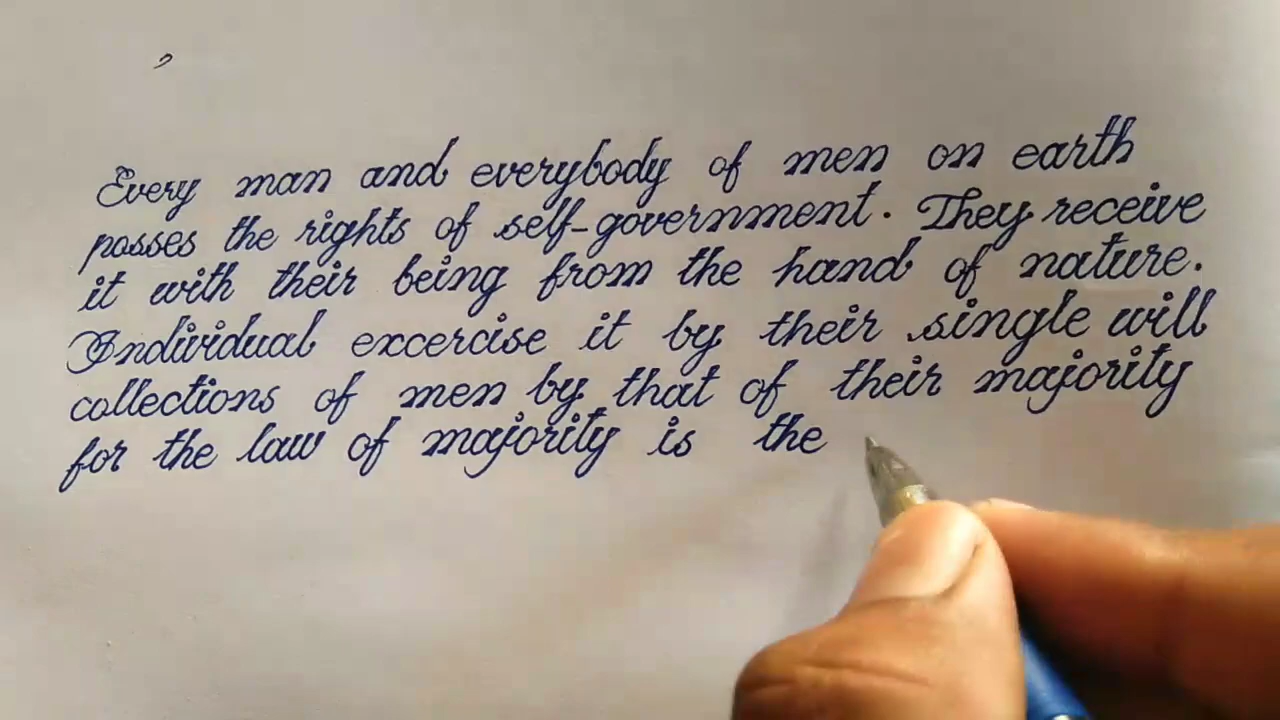 Every man and everybody of men on earth
posses the rights of self-government. They receive
it with their being from the hand of nature.
Individual excercise it by their single will
collections of men by that of their majority
for the law of majority is the